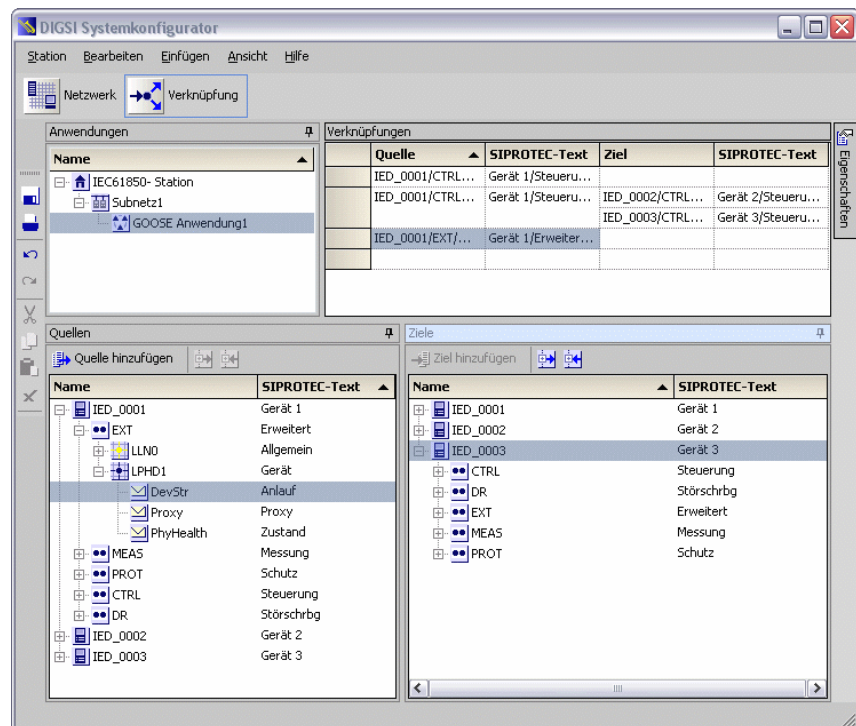 DIGSI Systemkonfigurator
Station Bearbeiten Einfügen Ansicht Hilfe
Netzwerk Verknüpfung
Anwendungen
Name
IEC61850- Station
Subnetz1
GOOSE Anwendung1
Verknüpfungen
Quelle SIPROTEC-Text Ziel SIPROTEC-Text
IED_0001/CTRL... Gerät 1/Steueru...
IED_0001/CTRL... Gerät 1/Steueru... IED_0002/CTRL... Gerät 2/Steueru...
IED_0003/CTRL... Gerät 3/Steueru...
IED_0001/EXT/... Gerät 1/Erweiter...
Eigenschaften
Quellen
Quelle hinzufügen
Name SIPROTEC-Text
IED_0001 Gerät 1
EXT Erweitert
LLN0 Allgemein
LPHD1 Gerät
DevStr Anlauf
Proxy Proxy
PhyHealth Zustand
MEAS Messung
PROT Schutz
CTRL Steuerung
DR Störschrbg
IED_0002 Gerät 2
IED_0003 Gerät 3
Ziele
Ziel hinzufügen
Name SIPROTEC-Text
IED_0001 Gerät 1
IED_0002 Gerät 2
IED_0003 Gerät 3
CTRL Steuerung
DR Störschrbg
EXT Erweitert
MEAS Messung
PROT Schutz